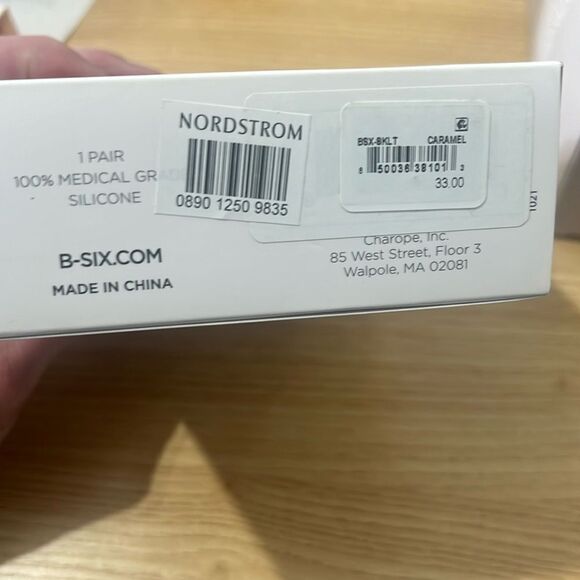 1 PAIR
100% MEDICAL GRA
SILICONE
B-SIX.COM
MADE IN CHINA
NORDSTROM
0890 1250 9835
BSX-BKLT CARAMEL
8 50036 38101 3
33.00
1021
Charope, Inc.
85 West Street, Floor 3
Walpole, MA 02081